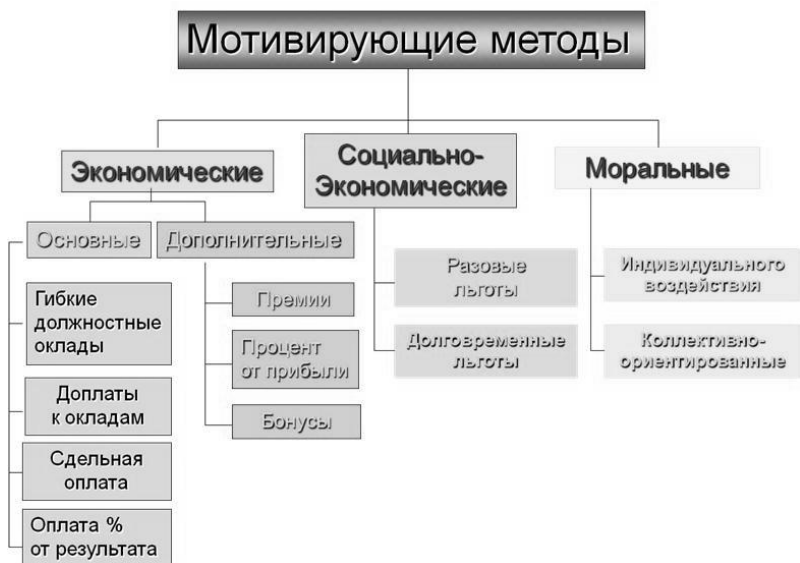 Мотивирующие методы
Экономические
Социально-
Экономические
Моральные
Основные
Дополнительные
Гибкие
должностные
оклады
Доплаты
к окладам
Сдельная
оплата
Оплата %
от результата
Премии
Процент
от прибыли
Бонусы
Разовые
льготы
Долговременные
льготы
Индивидуального
воздействия
Коллективно-
ориентированные